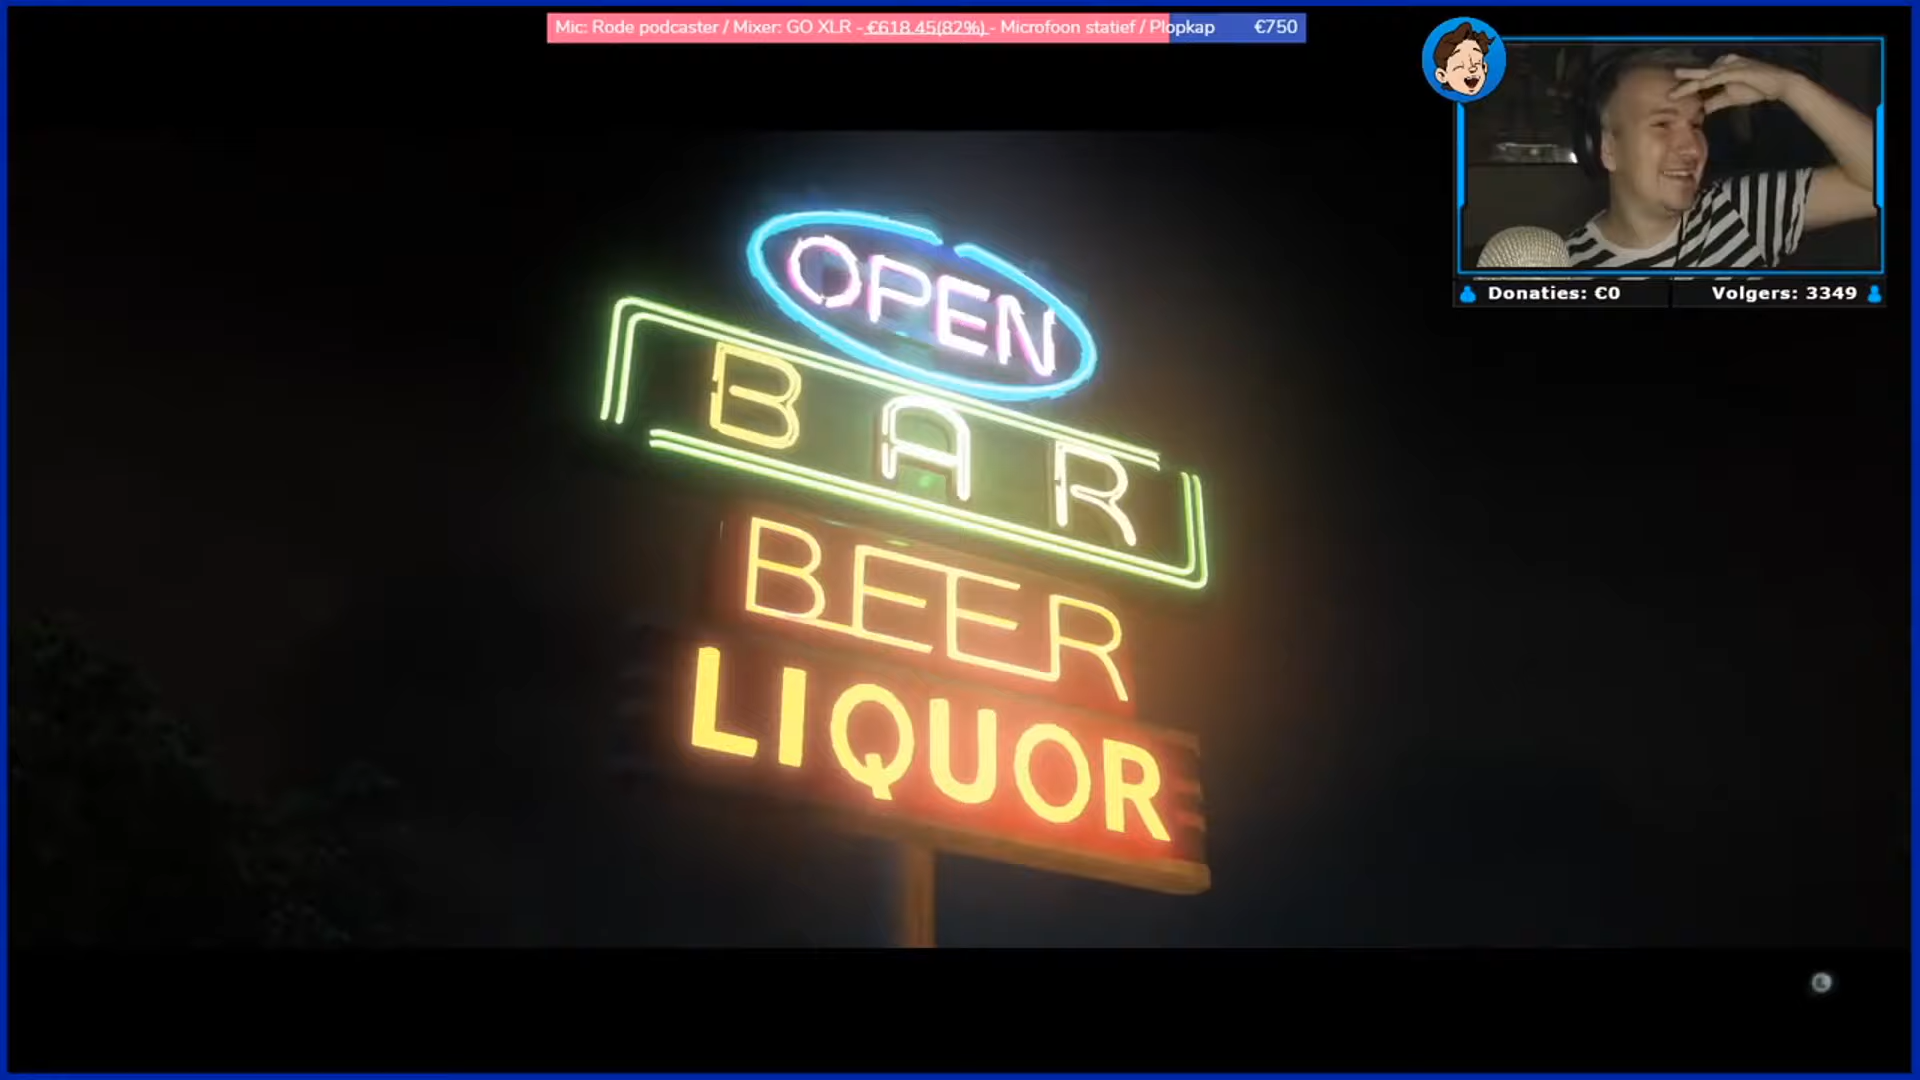 Mic: Rode podcaster / Mixer: GO XLR - €618.45(82%) - Microfoon statief / Plopkap €750
Donaties: €0 Volgers: 3349
OPEN
BAR
BEER
LIQUOR